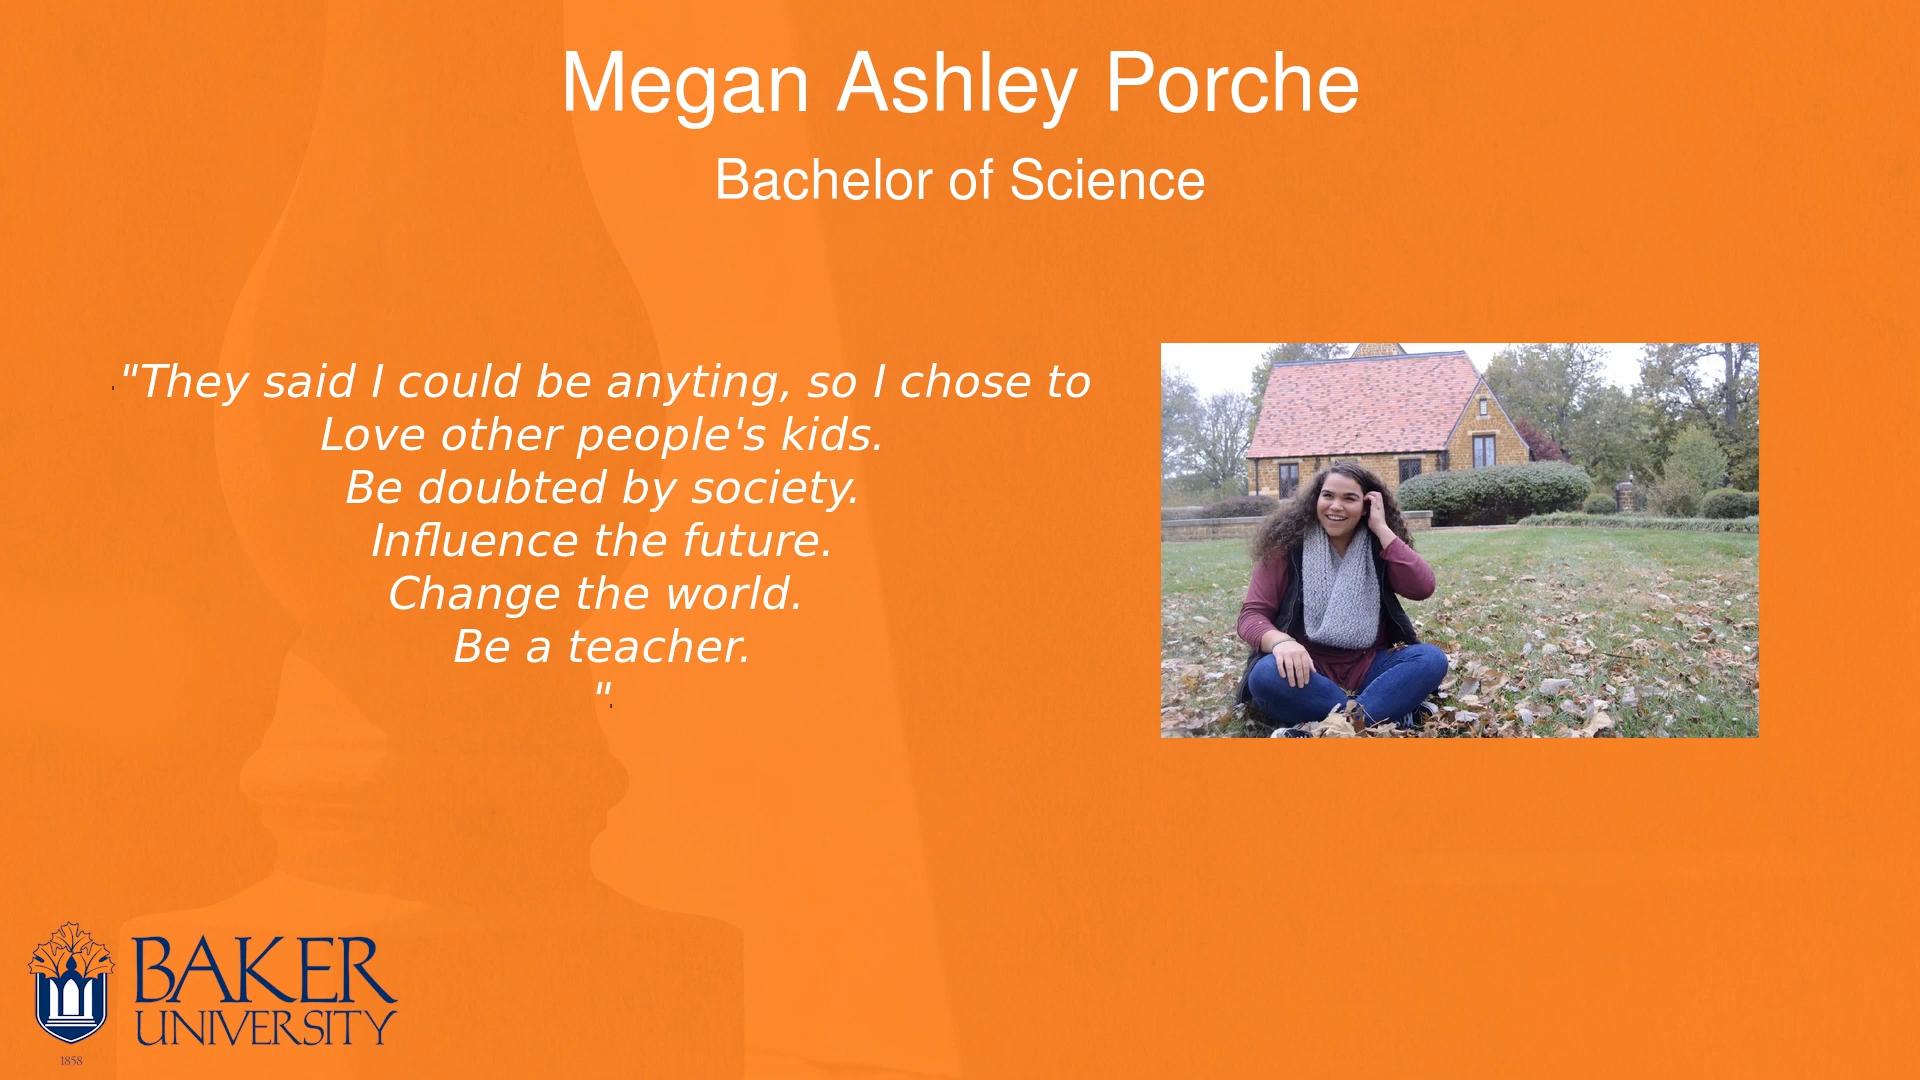 Megan Ashley Porche
Bachelor of Science
"They said I could be anyting, so I chose to
Love other people's kids.
Be doubted by society.
Influence the future.
Change the world.
Be a teacher.
"
BAKER
UNIVERSITY
1858